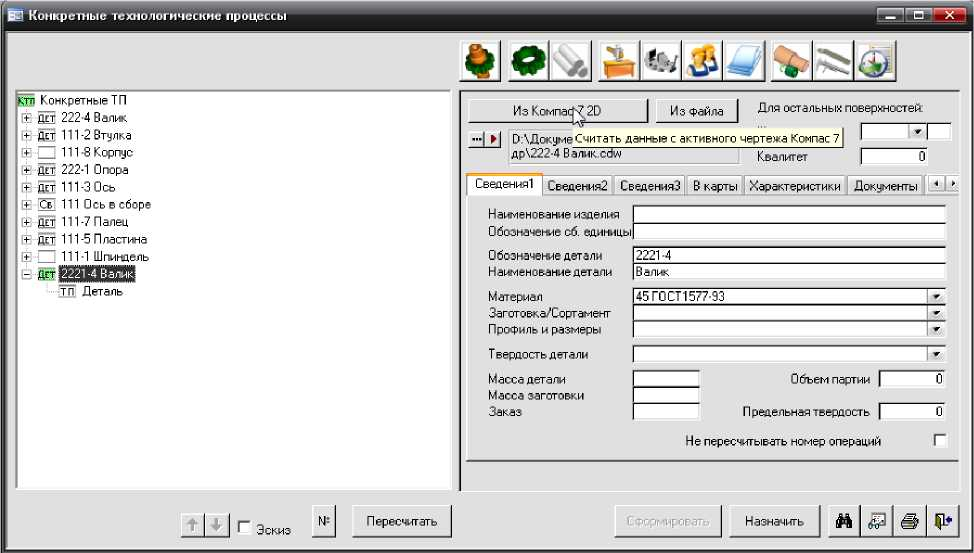 Конкретные технологические процессы
КТП Конкретные ТП
ДЕТ 222-4 Валик
ДЕТ 111-2 Втулка
111-8 Корпус
ДЕТ 222-1 Опора
ДЕТ 111-3 Ось
СБ 111 Ось в сборе
ДЕТ 111-7 Палец
ДЕТ 111-5 Пластина
111-1 Шпиндель
ДЕТ 2221-4 Валик
ТП Деталь
Из Компас 7 2D
Из файла
Для остальных поверхностей:
...
D:\Докуме
др\222-4 Валик.cdw
Считать данные с активного чертежа Компас 7
Квалитет 0
Сведения1 Сведения2 Сведения3 В карты Характеристики Документы
Наименование изделия
Обозначение сб. единицы
Обозначение детали 2221-4
Наименование детали Валик
Материал 45 ГОСТ1577-93
Заготовка/Сортамент
Профиль и размеры
Твердость детали
Масса детали Объем партии 0
Масса заготовки
Заказ Предельная твердость 0
Не пересчитывать номер операций
Эскиз № Пересчитать Сформировать Назначить